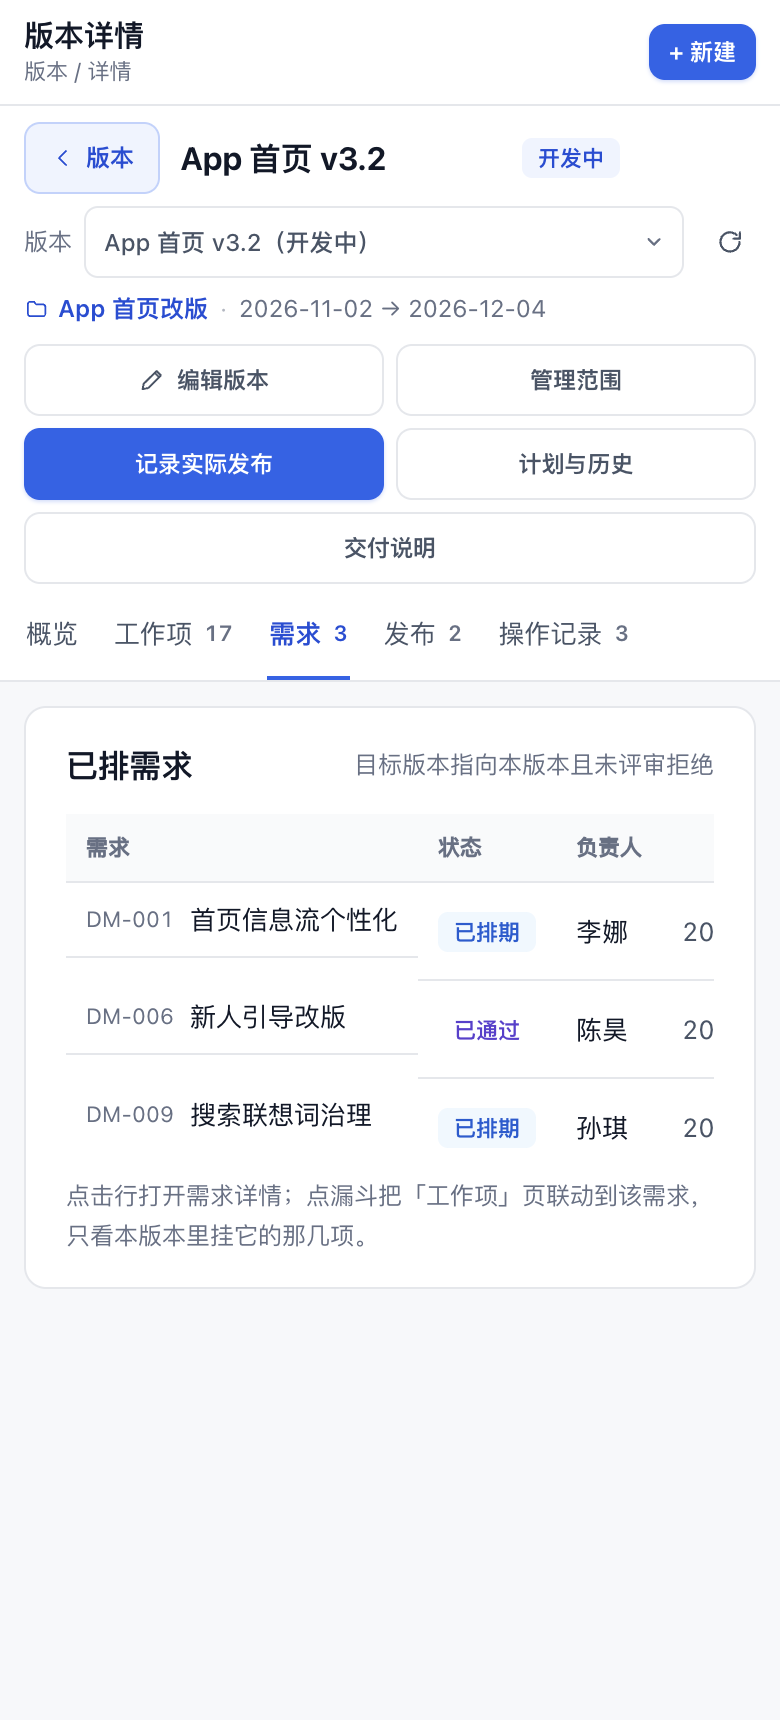 版本详情
版本 / 详情
+ 新建
版本 App 首页 v3.2 开发中
版本 App 首页 v3.2（开发中）
App 首页改版 · 2026-11-02 → 2026-12-04
编辑版本 管理范围
记录实际发布 计划与历史
交付说明
概览 工作项 17 需求 3 发布 2 操作记录 3
已排需求 目标版本指向本版本且未评审拒绝
需求 状态 负责人
DM-001 首页信息流个性化 已排期 李娜 20
DM-006 新人引导改版 已通过 陈昊 20
DM-009 搜索联想词治理 已排期 孙琪 20
点击行打开需求详情；点漏斗把「工作项」页联动到该需求，
只看本版本里挂它的那几项。